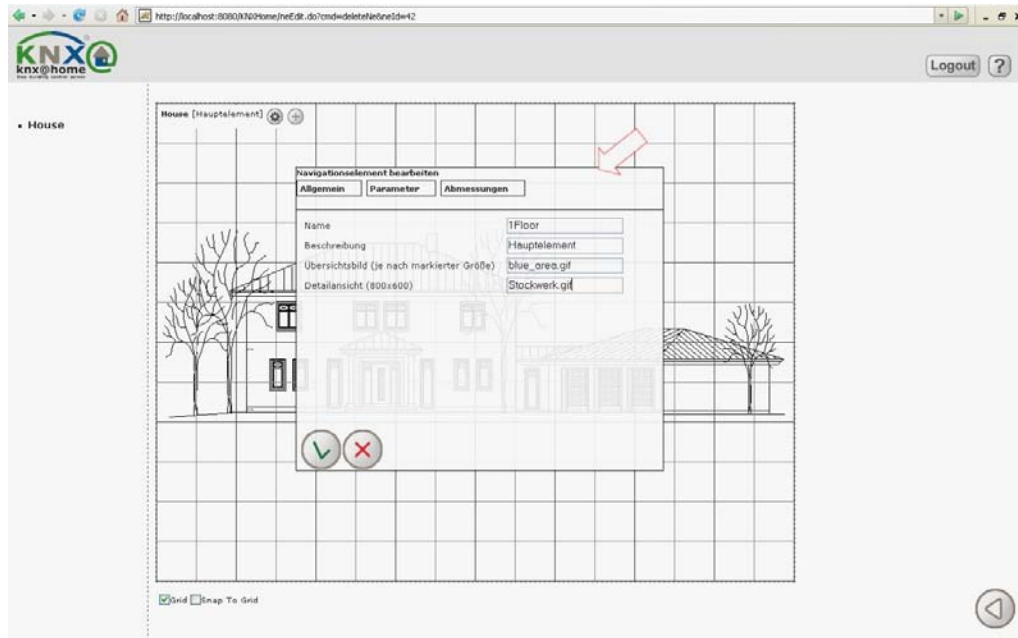 http://localhost:8080/KNXHome/neEdit.do?cmd=deleteNe&neId=42
KNX@
knx@home
Logout ?
House
House [Hauptelement]
Navigationselement bearbeiten
Allgemein Parameter Abmessungen
Name 1Floor
Beschreibung Hauptelement
Übersichtsbild (je nach markierter Größe) blue_area.gif
Detailansicht (800x600) Stockwerk.gif
Grid Snap To Grid